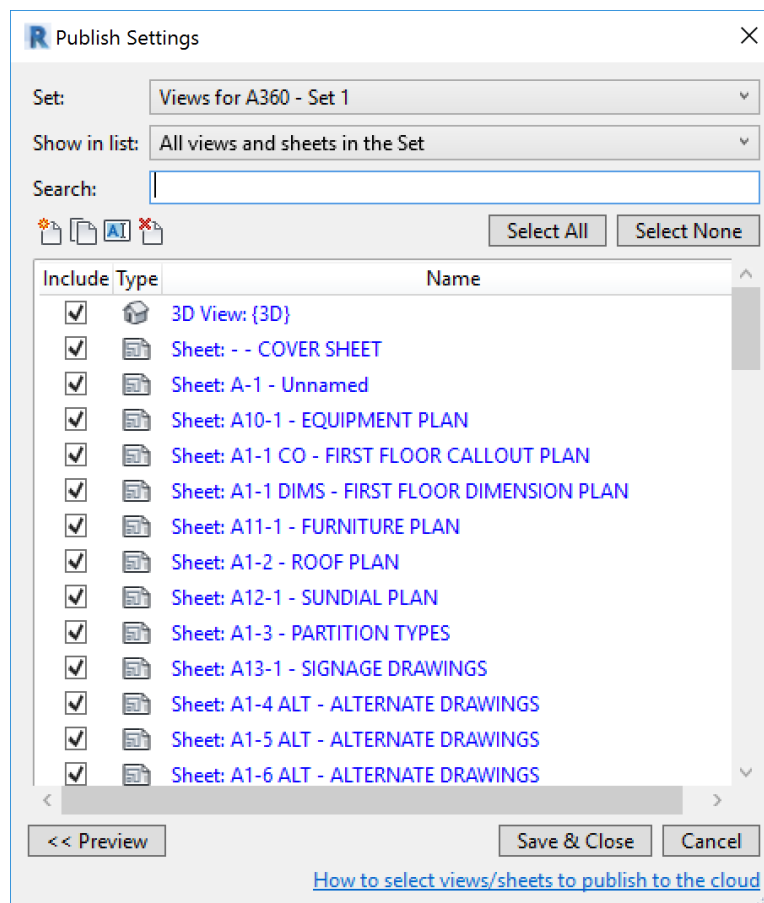 Publish Settings
Set: Views for A360 - Set 1
Show in list: All views and sheets in the Set
Search:
Select All Select None
Include Type Name
3D View: {3D}
Sheet: - - COVER SHEET
Sheet: A-1 - Unnamed
Sheet: A10-1 - EQUIPMENT PLAN
Sheet: A1-1 CO - FIRST FLOOR CALLOUT PLAN
Sheet: A1-1 DIMS - FIRST FLOOR DIMENSION PLAN
Sheet: A11-1 - FURNITURE PLAN
Sheet: A1-2 - ROOF PLAN
Sheet: A12-1 - SUNDIAL PLAN
Sheet: A1-3 - PARTITION TYPES
Sheet: A13-1 - SIGNAGE DRAWINGS
Sheet: A1-4 ALT - ALTERNATE DRAWINGS
Sheet: A1-5 ALT - ALTERNATE DRAWINGS
Sheet: A1-6 ALT - ALTERNATE DRAWINGS
<< Preview Save & Close Cancel
How to select views/sheets to publish to the cloud